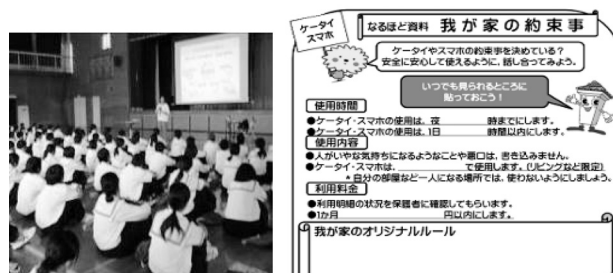 ケータイ
スマホ
なるほど資料 我が家の約束事
ケータイやスマホの約束事を決めている?
安全に安心して使えるように、話し合ってみよう。
いつでも見られるところに
貼っておこう!
使用時間
●ケータイ・スマホの使用は、夜 時までにします。
●ケータイ・スマホの使用は、1日 時間以内にします。
使用内容
●人がいやな気持ちになるようなことや悪口は、書き込みません。
●ケータイ・スマホは、 で使用します。(リビングなど限定)
*自分の部屋など一人になる場所では、使わないようにしましょう。
利用料金
●利用明細の状況を保護者に確認してもらいます。
●1か月 円以内にします。
我が家のオリジナルルール